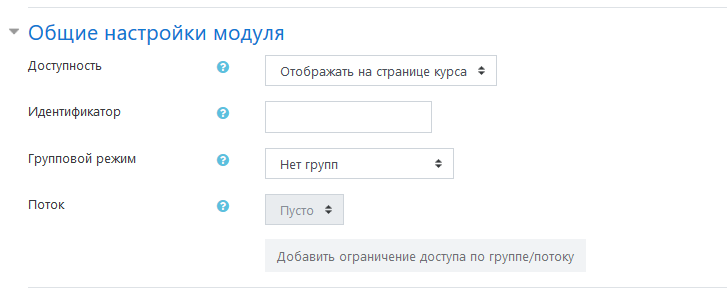 Общие настройки модуля
Доступность
Отображать на странице курса
Идентификатор
Групповой режим
Нет групп
Поток
Пусто
Добавить ограничение доступа по группе/потоку